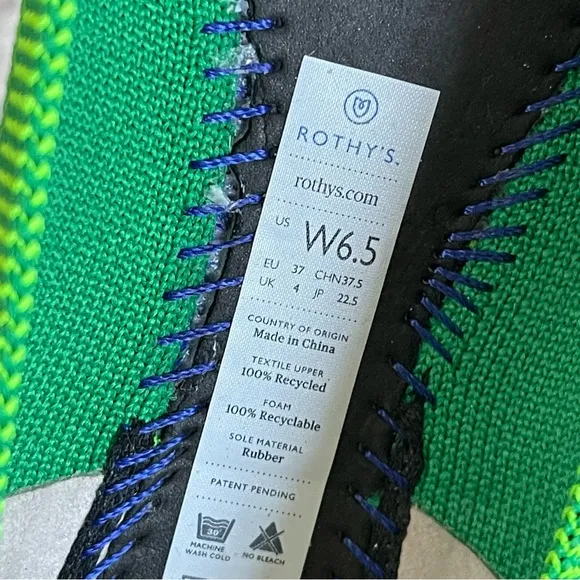 ROTHY'S.
rothys.com
US W6.5
EU 37 CHN 37.5
UK 4 JP 22.5
COUNTRY OF ORIGIN
Made in China
TEXTILE UPPER
100% Recycled
FOAM
100% Recyclable
SOLE MATERIAL
Rubber
PATENT PENDING
30°
MACHINE WASH COLD
NO BLEACH